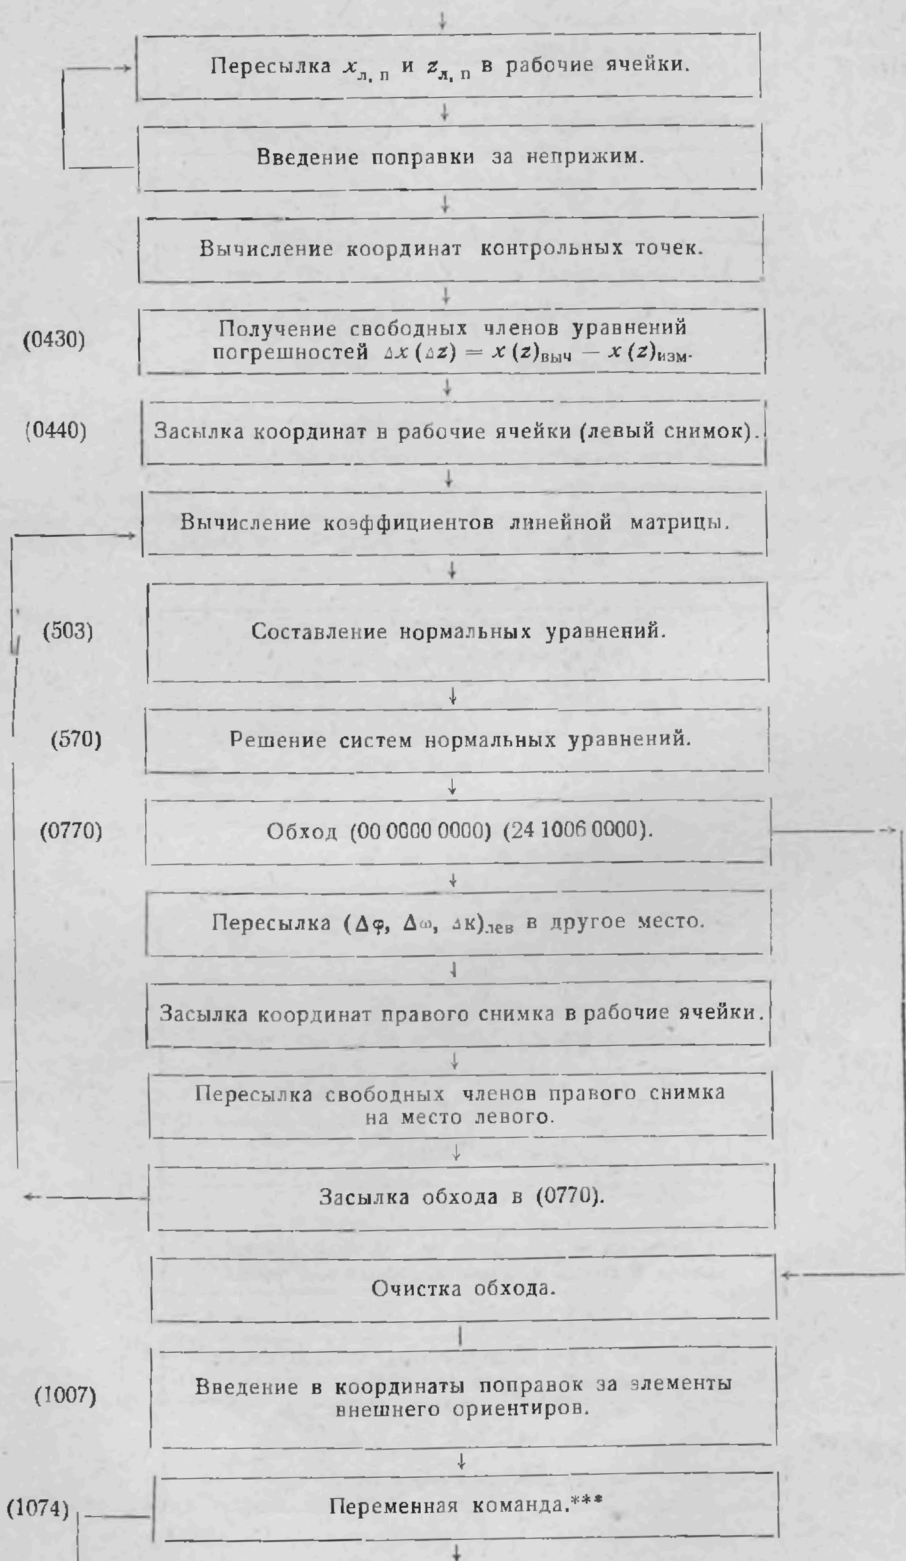 Пересылка x л, п и z л, п в рабочие ячейки.
Введение поправки за неприжим.
Вычисление координат контрольных точек.
(0430)
Получение свободных членов уравнений
погрешностей Δx (Δz) = x (z)выч — x (z)изм.
(0440)
Засылка координат в рабочие ячейки (левый снимок).
Вычисление коэффициентов линейной матрицы.
(503)
Составление нормальных уравнений.
(570)
Решение систем нормальных уравнений.
(0770)
Обход (00 0000 0000) (24 1006 0000).
Пересылка (Δφ, Δω, Δκ)лев в другое место.
Засылка координат правого снимка в рабочие ячейки.
Пересылка свободных членов правого снимка
на место левого.
Засылка обхода в (0770).
Очистка обхода.
(1007)
Введение в координаты поправок за элементы
внешнего ориентиров.
(1074)
Переменная команда.***